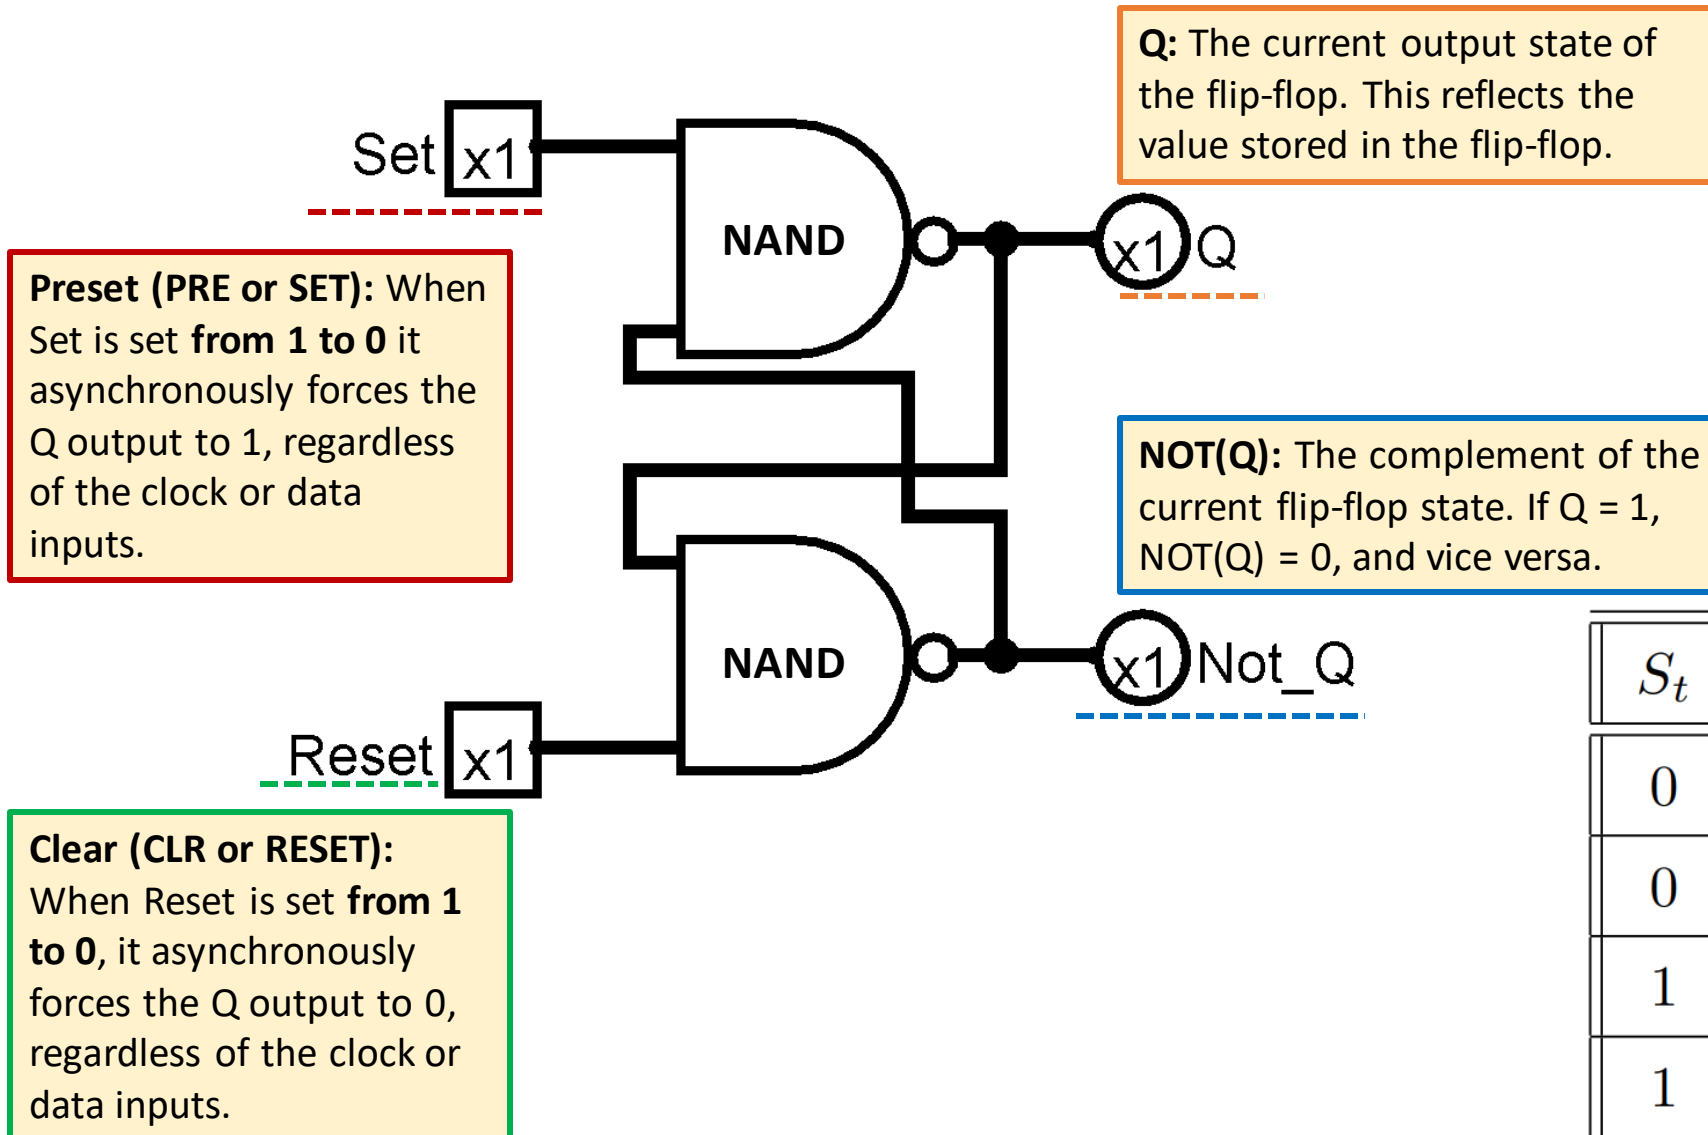 Q: The current output state of
the flip-flop. This reflects the
value stored in the flip-flop.
Set x1
NAND
x1 Q
Preset (PRE or SET): When
Set is set from 1 to 0 it
asynchronously forces the
Q output to 1, regardless
of the clock or data
inputs.
NOT(Q): The complement of the
current flip-flop state. If Q = 1,
NOT(Q) = 0, and vice versa.
NAND
x1 Not_Q
Reset x1
Clear (CLR or RESET):
When Reset is set from 1
to 0, it asynchronously
forces the Q output to 0,
regardless of the clock or
data inputs.
S_t
0
0
1
1